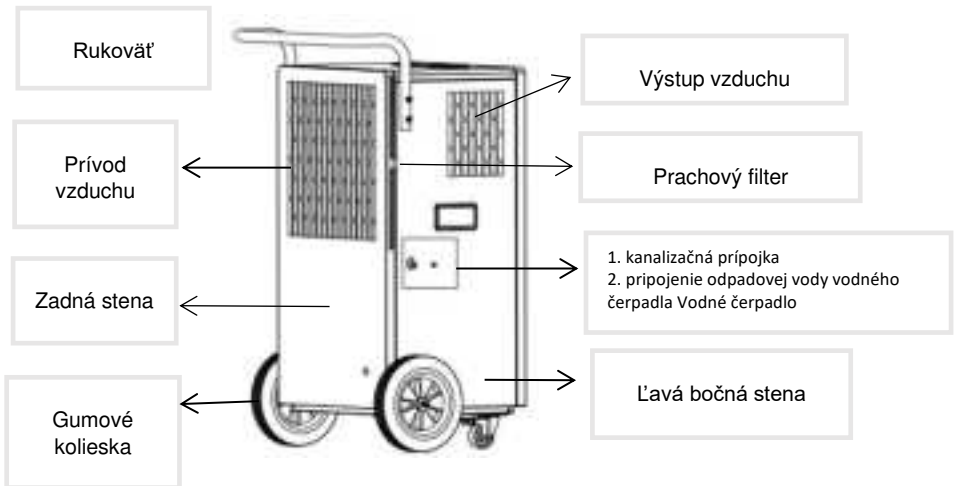 Rukoväť
Výstup vzduchu
Prívod
vzduchu
Prachový filter
1. kanalizačná prípojka
2. pripojenie odpadovej vody vodného
čerpadla Vodné čerpadlo
Zadná stena
Ľavá bočná stena
Gumové
kolieska